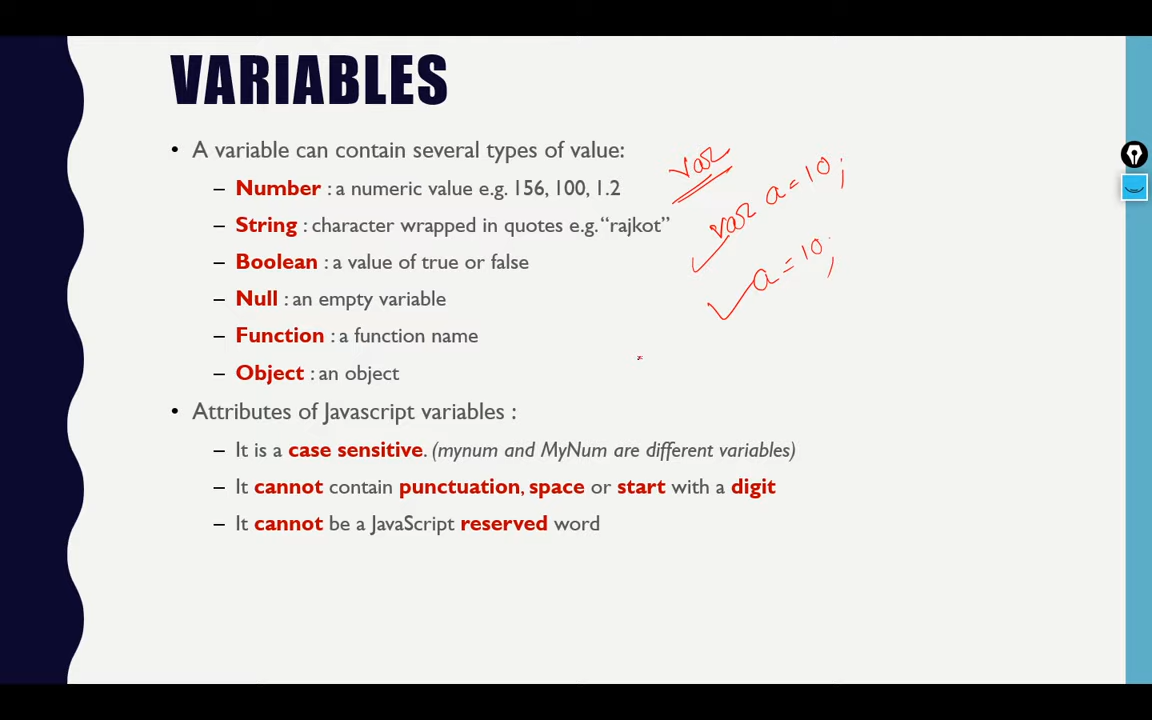 VARIABLES
• A variable can contain several types of value:
– Number : a numeric value e.g. 156, 100, 1.2
– String : character wrapped in quotes e.g. “rajkot”
– Boolean : a value of true or false
– Null : an empty variable
– Function : a function name
– Object : an object
• Attributes of Javascript variables :
– It is a case sensitive. (mynum and MyNum are different variables)
– It cannot contain punctuation, space or start with a digit
– It cannot be a JavaScript reserved word
var
var a=10;
a=10;